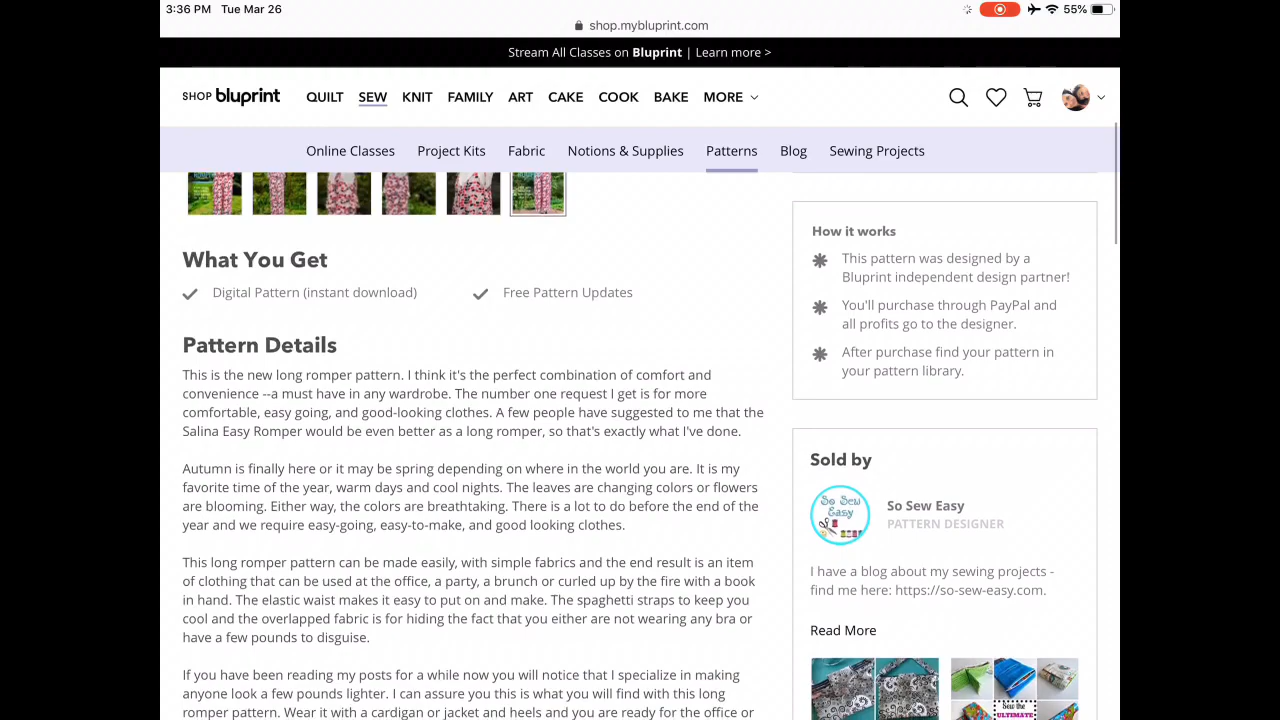 3:36 PM Tue Mar 26
55%
shop.mybluprint.com
Stream All Classes on Bluprint | Learn more >
SHOP bluprint QUILT SEW KNIT FAMILY ART CAKE COOK BAKE MORE
Online Classes Project Kits Fabric Notions & Supplies Patterns Blog Sewing Projects
What You Get
Digital Pattern (instant download) Free Pattern Updates
Pattern Details
This is the new long romper pattern. I think it's the perfect combination of comfort and
convenience --a must have in any wardrobe. The number one request I get is for more
comfortable, easy going, and good-looking clothes. A few people have suggested to me that the
Salina Easy Romper would be even better as a long romper, so that's exactly what I've done.
Autumn is finally here or it may be spring depending on where in the world you are. It is my
favorite time of the year, warm days and cool nights. The leaves are changing colors or flowers
are blooming. Either way, the colors are breathtaking. There is a lot to do before the end of the
year and we require easy-going, easy-to-make, and good looking clothes.
This long romper pattern can be made easily, with simple fabrics and the end result is an item
of clothing that can be used at the office, a party, a brunch or curled up by the fire with a book
in hand. The elastic waist makes it easy to put on and make. The spaghetti straps to keep you
cool and the overlapped fabric is for hiding the fact that you either are not wearing any bra or
have a few pounds to disguise.
If you have been reading my posts for a while now you will notice that I specialize in making
anyone look a few pounds lighter. I can assure you this is what you will find with this long
romper pattern. Wear with a cardigan or jacket and heels and you are ready for the office or
How it works
This pattern was designed by a
Bluprint independent design partner!
You'll purchase through PayPal and
all profits go to the designer.
After purchase find your pattern in
your pattern library.
Sold by
So Sew
Easy
So Sew Easy
PATTERN DESIGNER
I have a blog about my sewing projects -
find me here: https://so-sew-easy.com.
Read More
Sew the
ULTIMATE